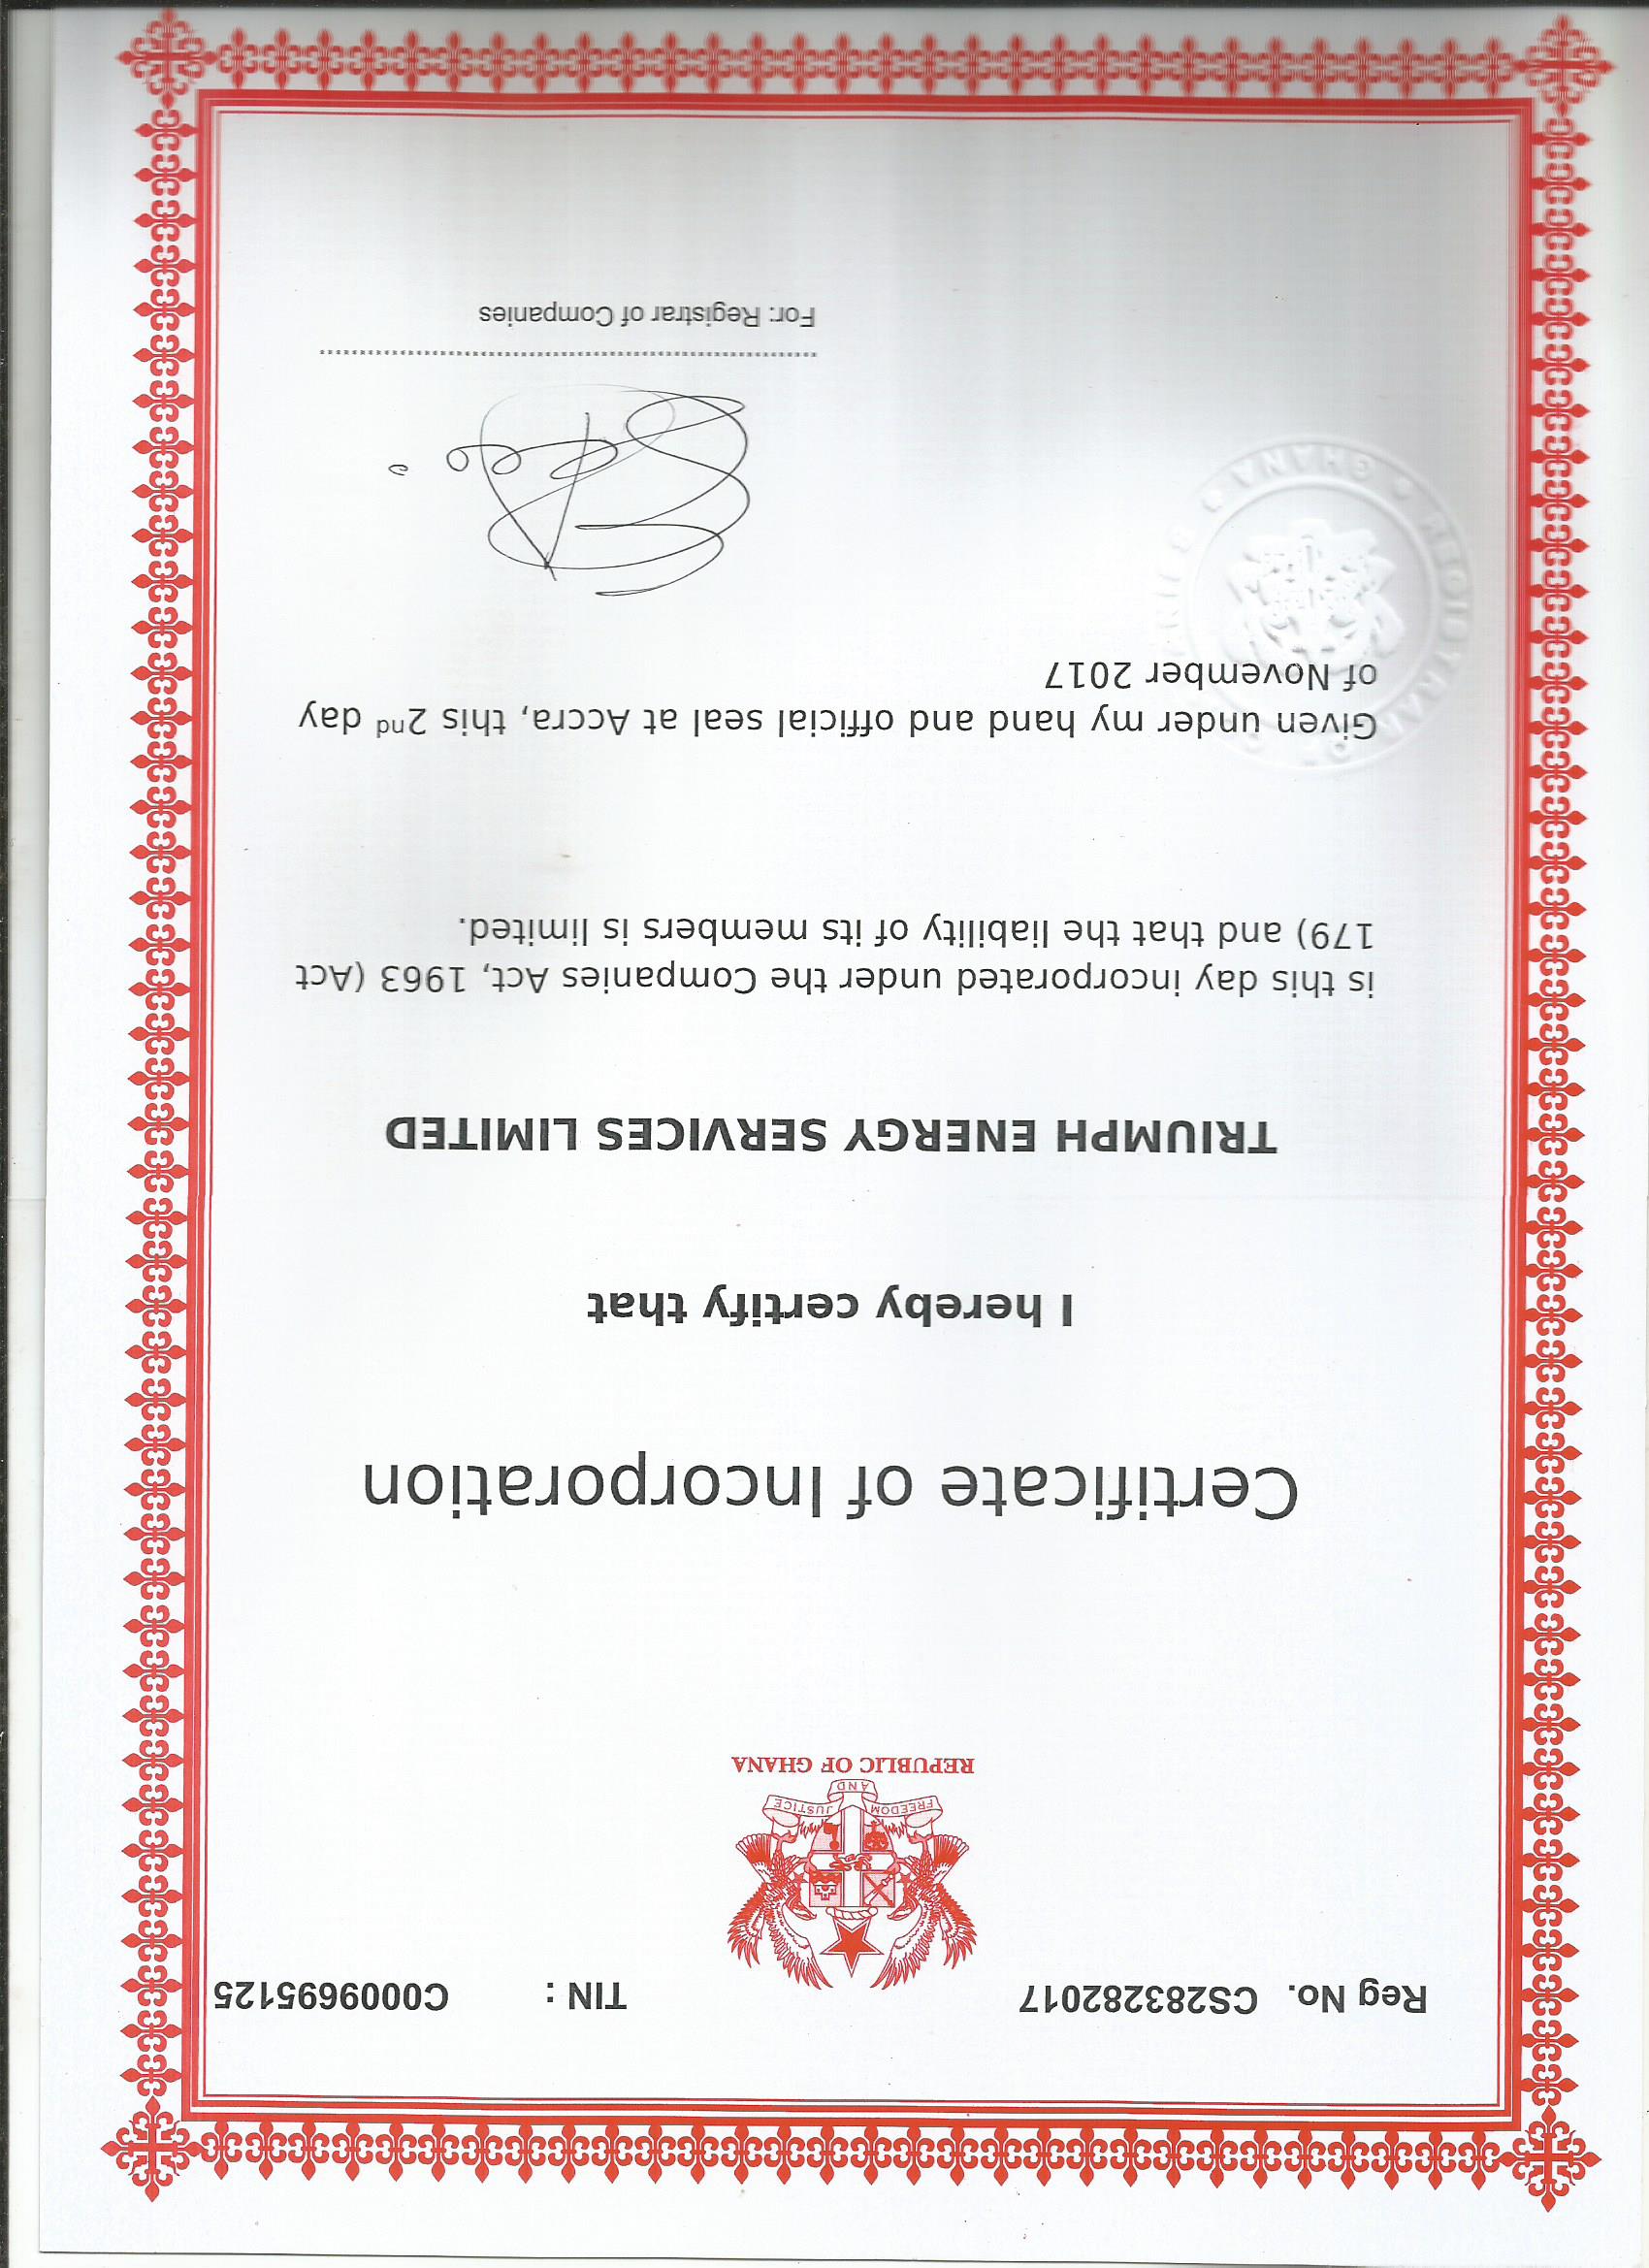 Reg No. CS283282017 TIN : C0009695125
FREEDOM AND JUSTICE
REPUBLIC OF GHANA
Certificate of Incorporation
I hereby certify that
TRIUMPH ENERGY SERVICES LIMITED
is this day incorporated under the Companies Act, 1963 (Act
179) and that the liability of its members is limited.
Given under my hand and official seal at Accra, this 2nd day
of November 2017
GHANA
For: Registrar of Companies